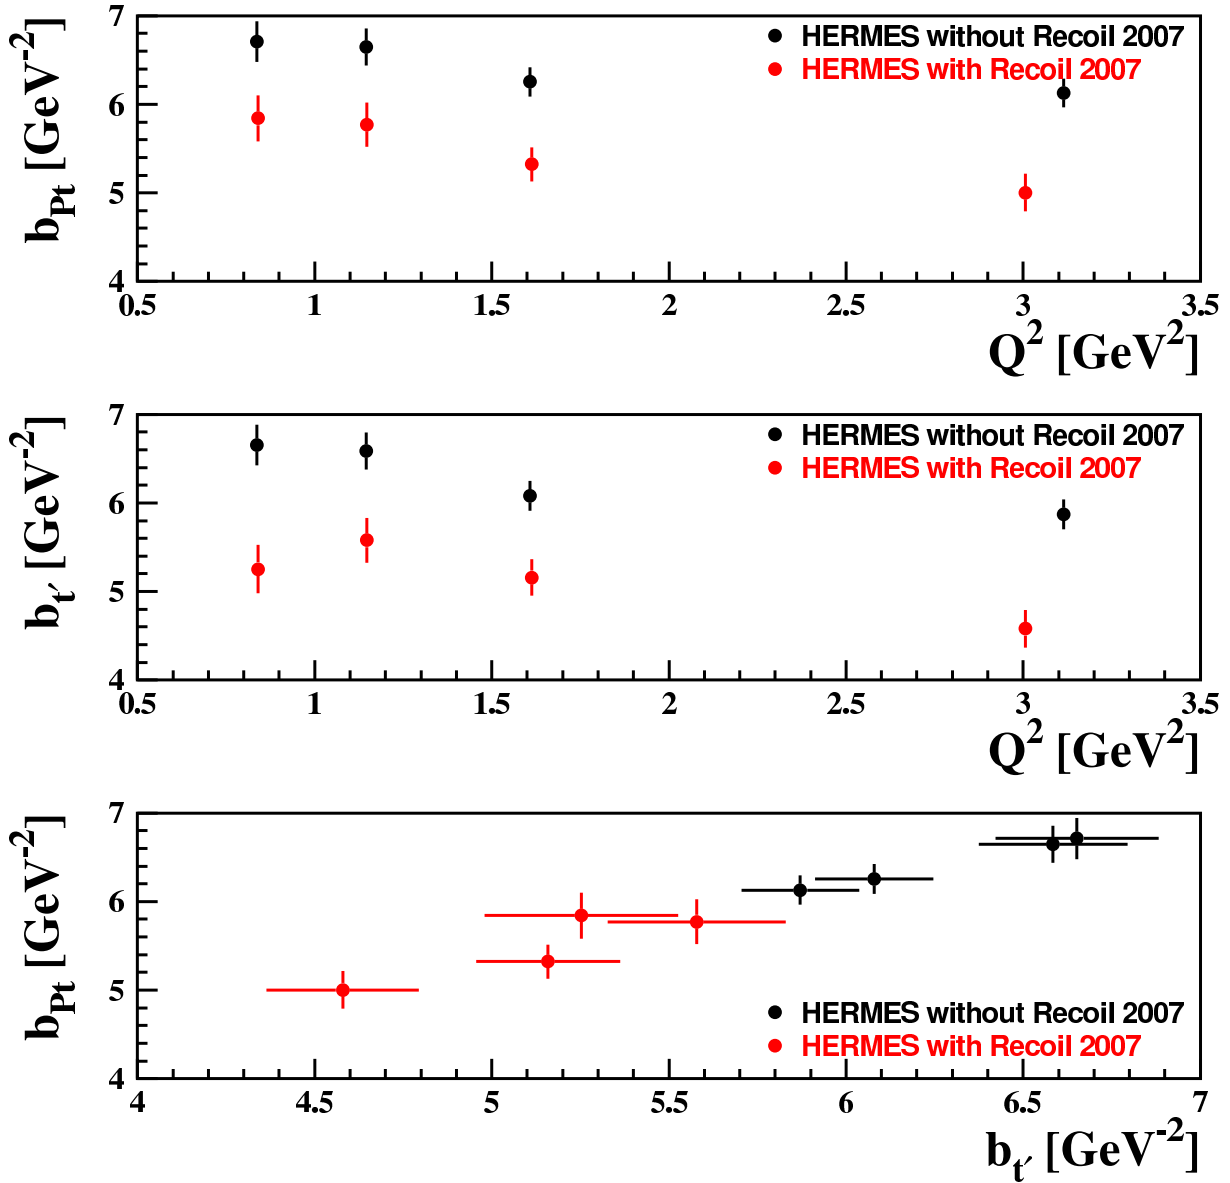 7
6
5
4
b_Pt [GeV^-2]
HERMES without Recoil 2007
HERMES with Recoil 2007
0.5 1 1.5 2 2.5 3 3.5
Q^2 [GeV^2]
7
6
5
4
b_t′ [GeV^-2]
HERMES without Recoil 2007
HERMES with Recoil 2007
0.5 1 1.5 2 2.5 3 3.5
Q^2 [GeV^2]
7
6
5
4
b_Pt [GeV^-2]
HERMES without Recoil 2007
HERMES with Recoil 2007
4 4.5 5 5.5 6 6.5 7
b_t′ [GeV^-2]